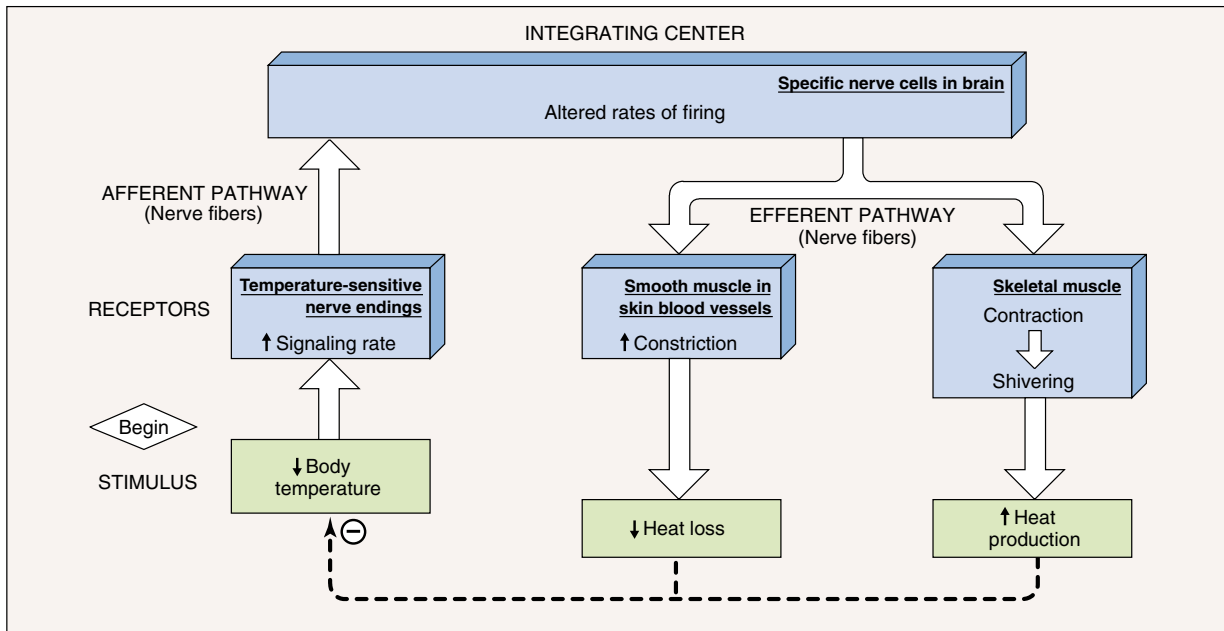 INTEGRATING CENTER
Specific nerve cells in brain
Altered rates of firing
AFFERENT PATHWAY
(Nerve fibers)
EFFERENT PATHWAY
(Nerve fibers)
RECEPTORS
Temperature-sensitive
nerve endings
↑ Signaling rate
Smooth muscle in
skin blood vessels
↑ Constriction
Skeletal muscle
Contraction
Shivering
Begin
STIMULUS
↓ Body
temperature
↓ Heat loss
↑ Heat
production
−